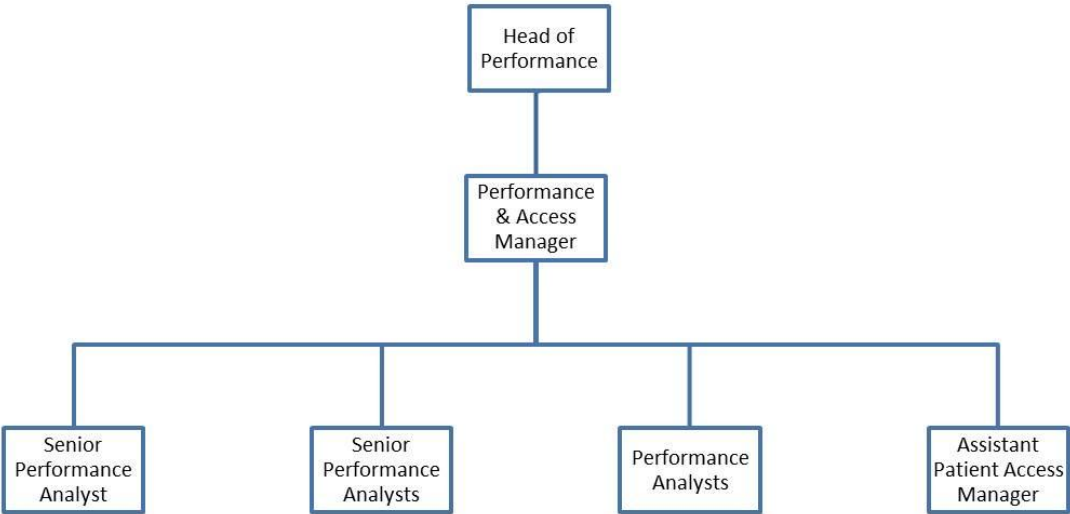 Head of
Performance
Performance
& Access
Manager
Senior
Performance
Analyst
Senior
Performance
Analysts
Performance
Analysts
Assistant
Patient Access
Manager